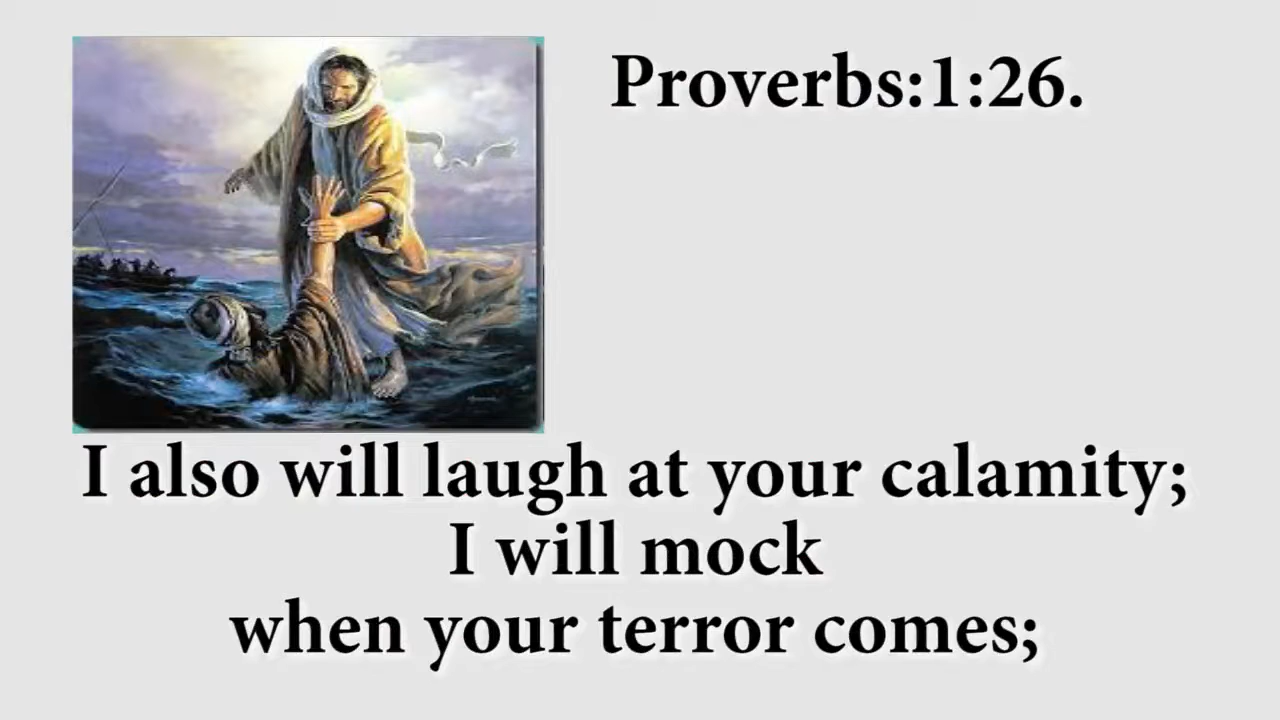 Proverbs:1:26.
I also will laugh at your calamity;
I will mock
when your terror comes;